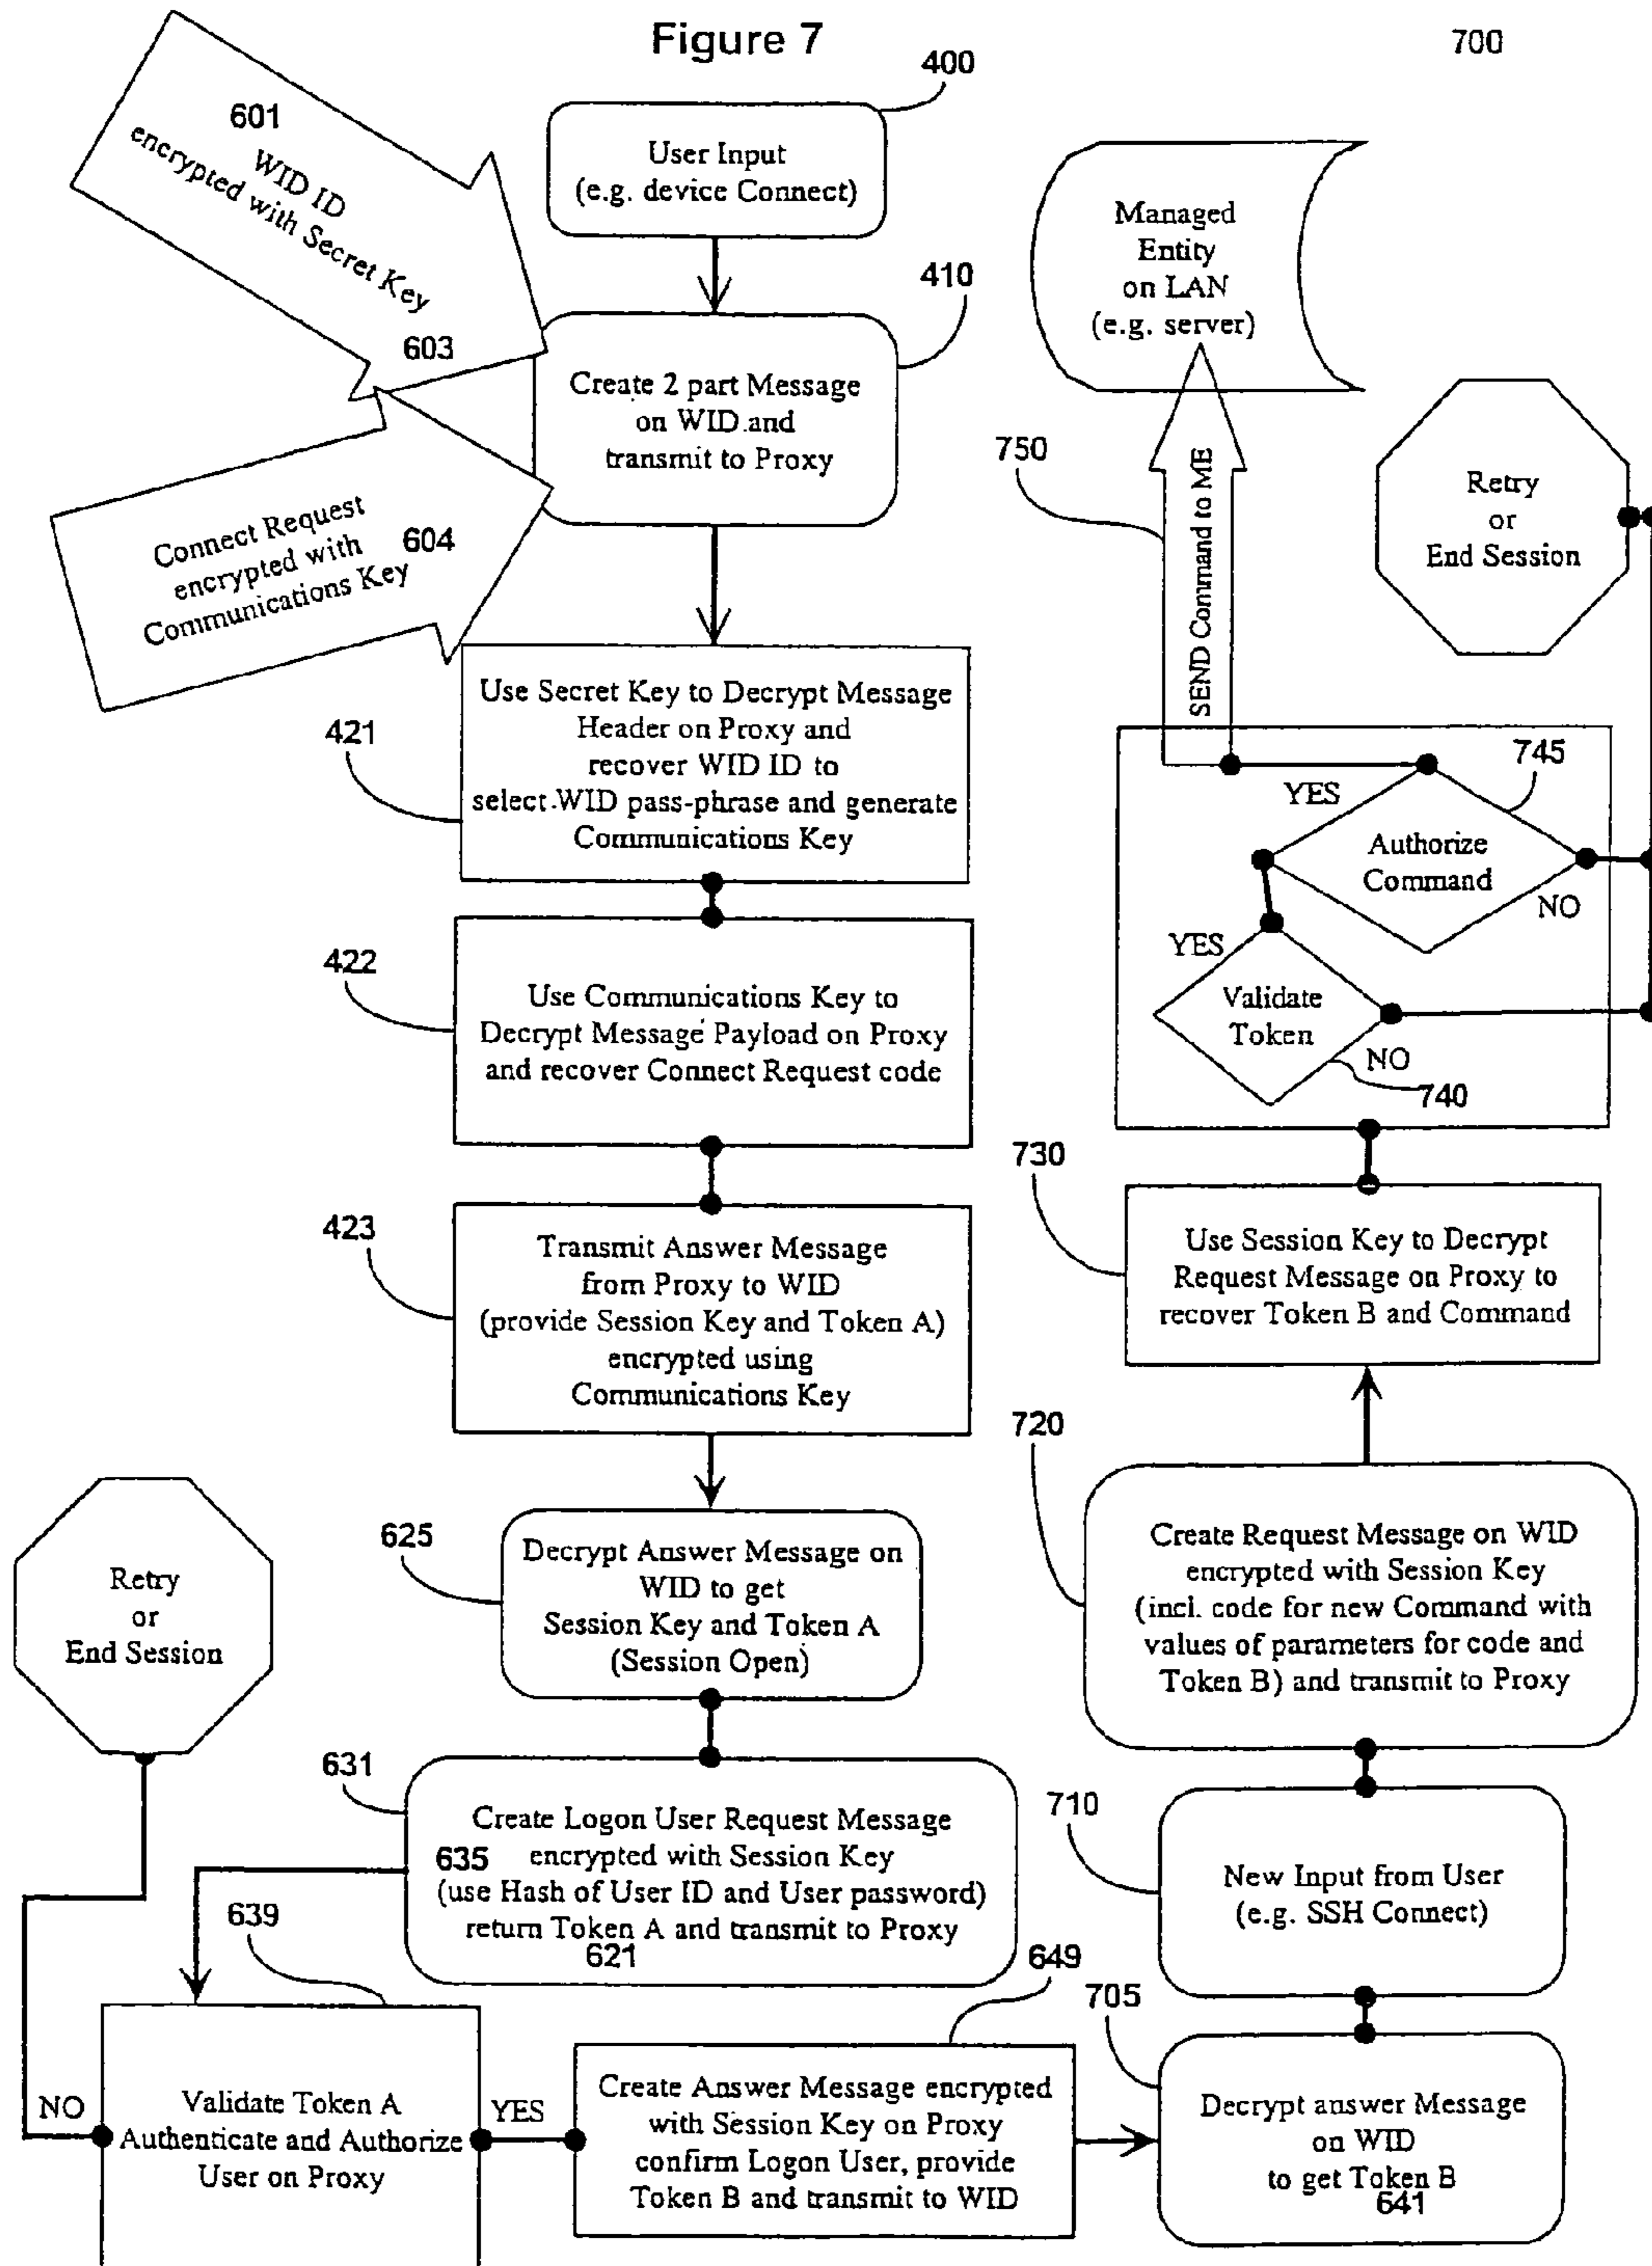 Figure 7
700
400
User Input
(e.g. device Connect)
601
WID ID
encrypted with Secret Key
603
410
Create 2 part Message
on WID and
transmit to Proxy
Connect Request
encrypted with
Communications Key
604
421
Use Secret Key to Decrypt Message
Header on Proxy and
recover WID ID to
select WID pass-phrase and generate
Communications Key
422
Use Communications Key to
Decrypt Message Payload on Proxy
and recover Connect Request code
423
Transmit Answer Message
from Proxy to WID
(provide Session Key and Token A)
encrypted using
Communications Key
625
Decrypt Answer Message on
WID to get
Session Key and Token A
(Session Open)
Retry
or
End Session
631
Create Logon User Request Message
635 encrypted with Session Key
(use Hash of User ID and User password)
return Token A and transmit to Proxy
621
639
NO
Validate Token A
Authenticate and Authorize
User on Proxy
YES
649
Create Answer Message encrypted
with Session Key on Proxy
confirm Logon User, provide
Token B and transmit to WID
705
Decrypt answer Message
on WID
to get Token B
641
710
New Input from User
(e.g. SSH Connect)
720
Create Request Message on WID
encrypted with Session Key
(incl. code for new Command with
values of parameters for code and
Token B) and transmit to Proxy
730
Use Session Key to Decrypt
Request Message on Proxy to
recover Token B and Command
YES
Validate
Token
NO
740
745
YES
Authorize
Command
NO
750
SEND Command to ME
Managed
Entity
on LAN
(e.g. server)
Retry
or
End Session